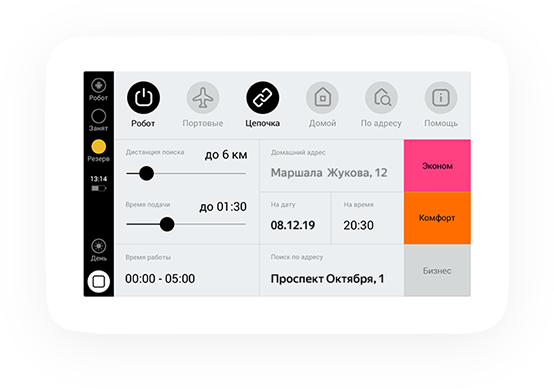 Робот
Занят
Резерв
13:14
День
Робот
Портовые
Цепочка
Домой
По адресу
Помощь
Дистанция поиска
до 6 км
Домашний адрес
Маршала Жукова, 12
Эконом
Время подачи
до 01:30
На дату
08.12.19
На время
20:30
Комфорт
Время работы
00:00 - 05:00
Поиск по адресу
Проспект Октября, 1
Бизнес